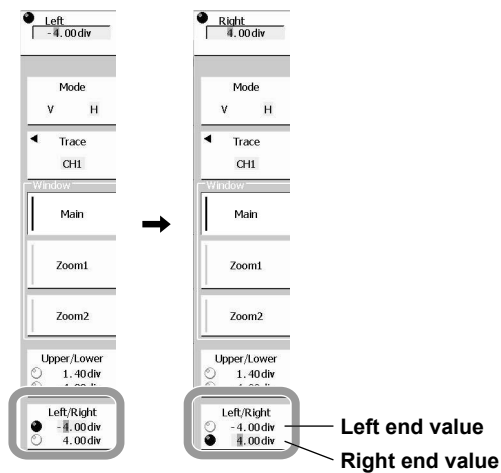 Left
-4.00div
Mode
V H
Trace
CH1
Window
Main
Zoom1
Zoom2
Upper/Lower
1.40div
Left/Right
-4.00div
4.00div
Right
4.00div
Mode
V H
Trace
CH1
Window
Main
Zoom1
Zoom2
Upper/Lower
1.40div
Left/Right
-4.00div
4.00div
Left end value
Right end value